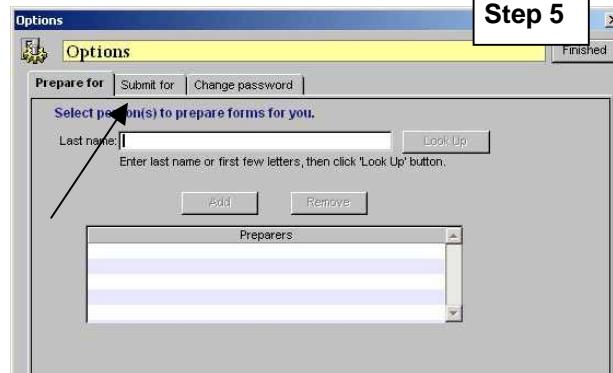 Step 5
Options
Options
Finished
Prepare for Submit for Change password
Select person(s) to prepare forms for you.
Last name: Look Up
Enter last name or first few letters, then click 'Look Up' button.
Add Remove
Preparers